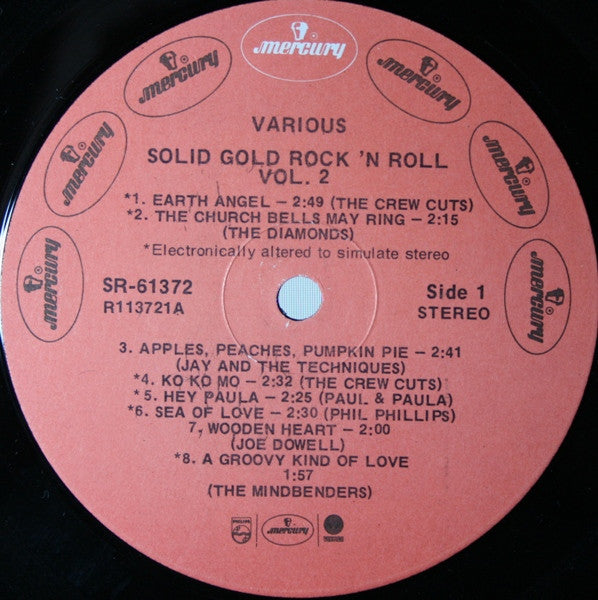 mercury
mercury
mercury
mercury
mercury
mercury
mercury
VARIOUS
SOLID GOLD ROCK 'N ROLL
VOL. 2
*1. EARTH ANGEL – 2:49 (THE CREW CUTS)
*2. THE CHURCH BELLS MAY RING – 2:15
(THE DIAMONDS)
*Electronically altered to simulate stereo
SR-61372
R113721A
Side 1
STEREO
3. APPLES, PEACHES, PUMPKIN PIE – 2:41
(JAY AND THE TECHNIQUES)
*4. KO KO MO – 2:32 (THE CREW CUTS)
*5. HEY PAULA – 2:25 (PAUL & PAULA)
*6. SEA OF LOVE – 2:30 (PHIL PHILLIPS)
7. WOODEN HEART – 2:00
(JOE DOWELL)
*8. A GROOVY KIND OF LOVE
1:57
(THE MINDBENDERS)
PHILIPS mercury